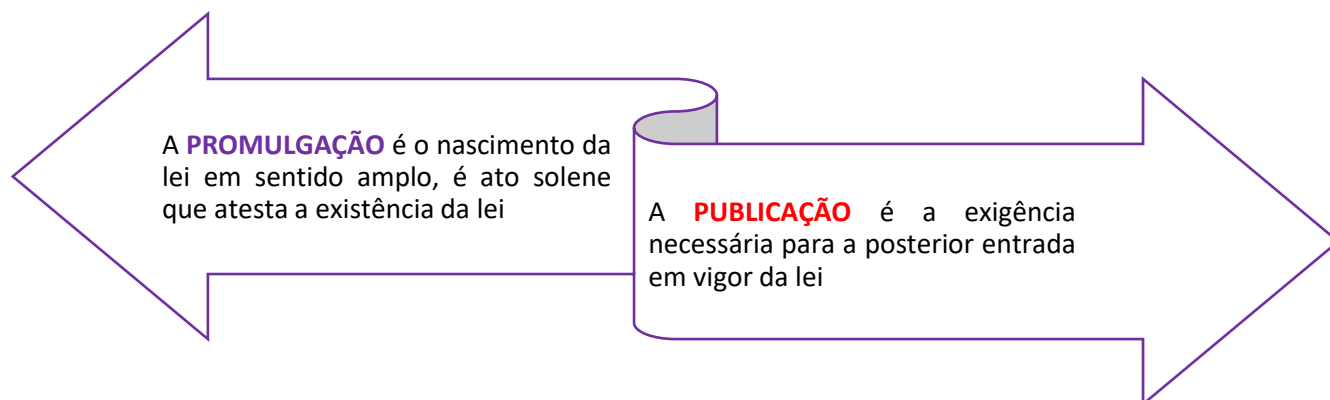 A PROMULGAÇÃO é o nascimento da
lei em sentido amplo, é ato solene
que atesta a existência da lei
A PUBLICAÇÃO é a exigência
necessária para a posterior entrada
em vigor da lei